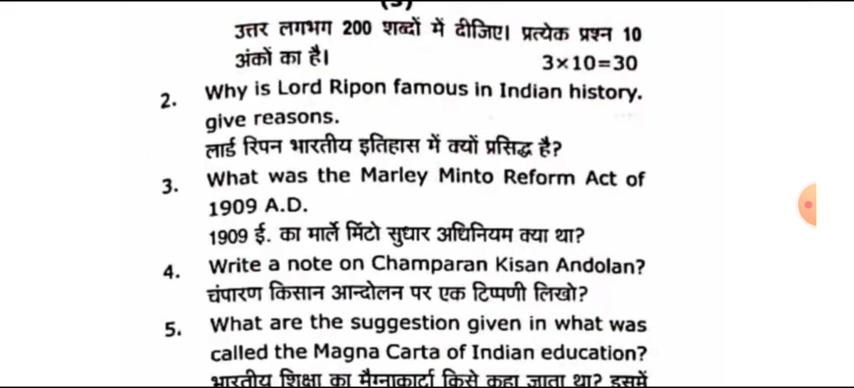 (3)
उत्तर लगभग 200 शब्दों में दीजिए। प्रत्येक प्रश्न 10
अंकों का है। 3×10=30
2. Why is Lord Ripon famous in Indian history.
give reasons.
लार्ड रिपन भारतीय इतिहास में क्यों प्रसिद्ध है?
3. What was the Marley Minto Reform Act of
1909 A.D.
1909 ई. का मार्ले मिंटो सुधार अधिनियम क्या था?
4. Write a note on Champaran Kisan Andolan?
चंपारण किसान आन्दोलन पर एक टिप्पणी लिखो?
5. What are the suggestion given in what was
called the Magna Carta of Indian education?
भारतीय शिक्षा का मैग्नाकार्टा किसे कहा जाता था? इसमें